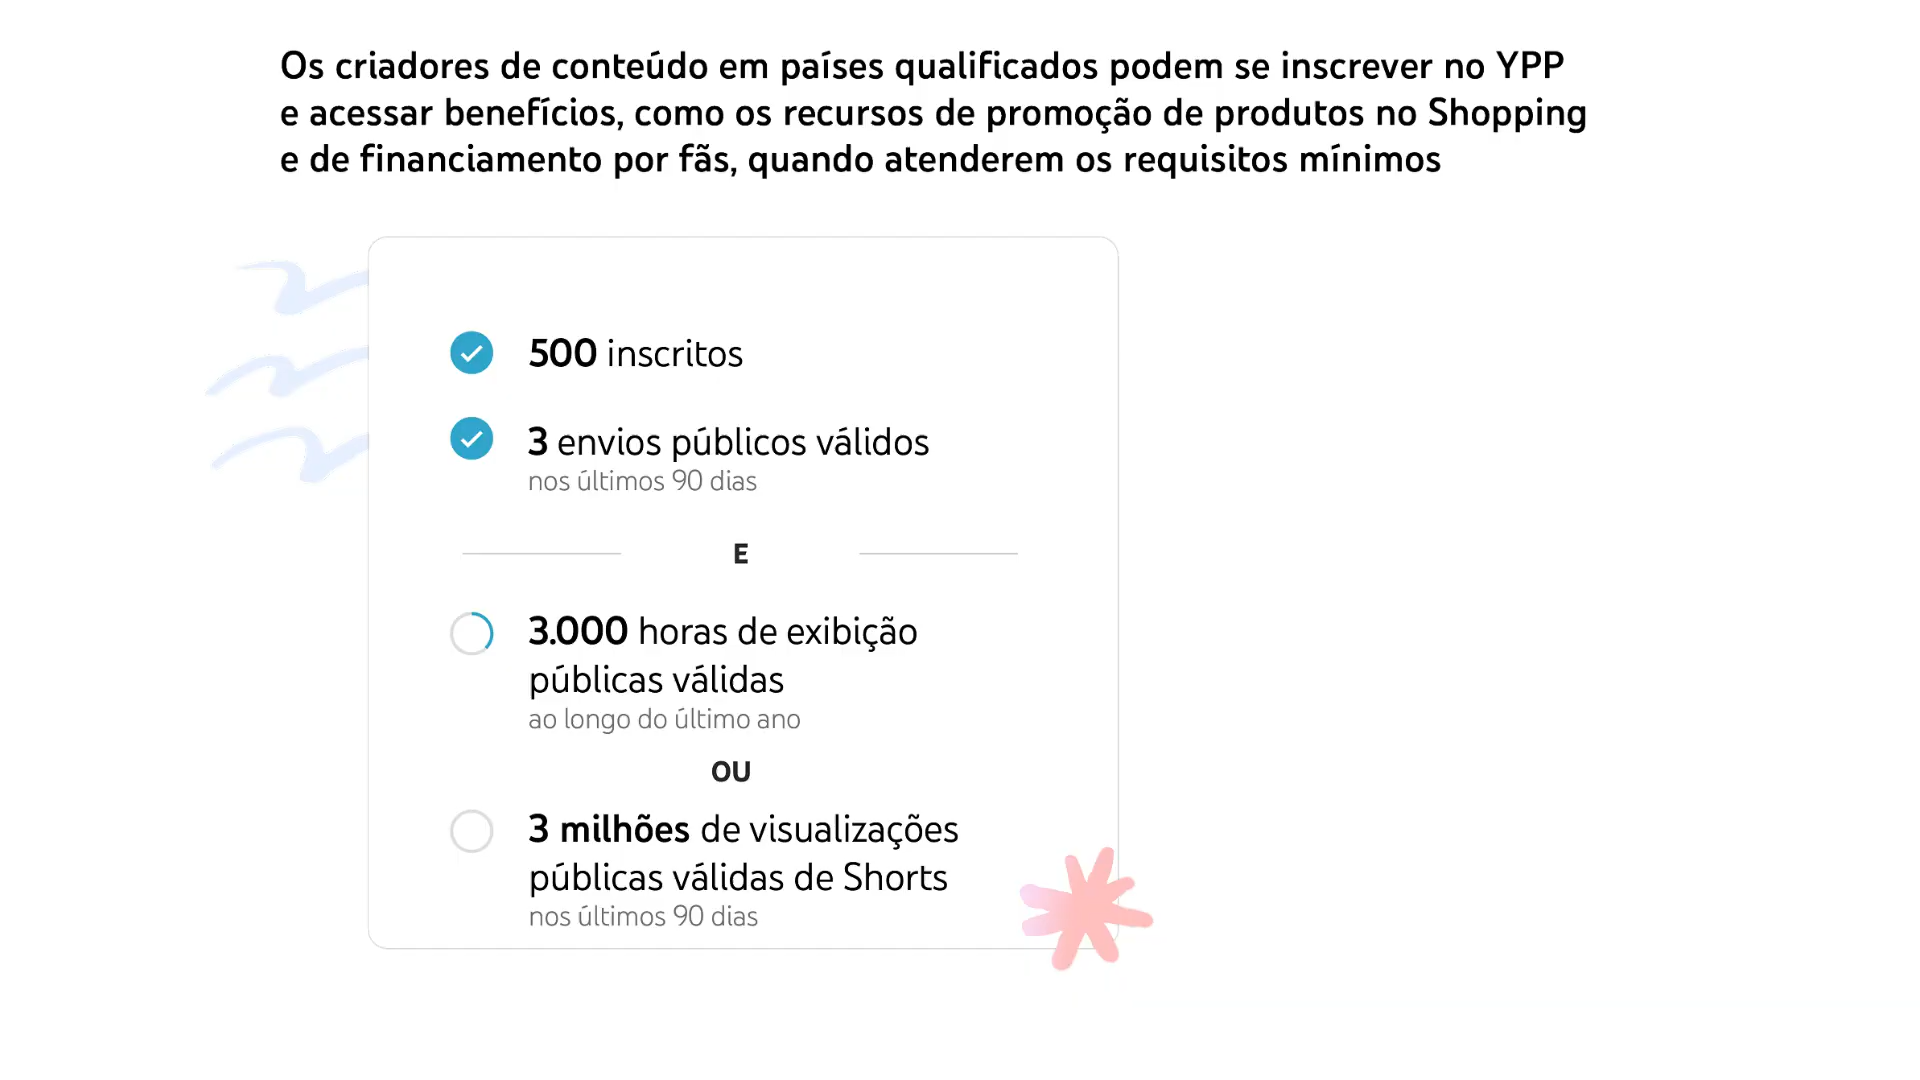 Os criadores de conteúdo em países qualificados podem se inscrever no YPP
e acessar benefícios, como os recursos de promoção de produtos no Shopping
e de financiamento por fãs, quando atenderem os requisitos mínimos
500 inscritos
3 envios públicos válidos
nos últimos 90 dias
E
3.000 horas de exibição
públicas válidas
ao longo do último ano
OU
3 milhões de visualizações
públicas válidas de Shorts
nos últimos 90 dias